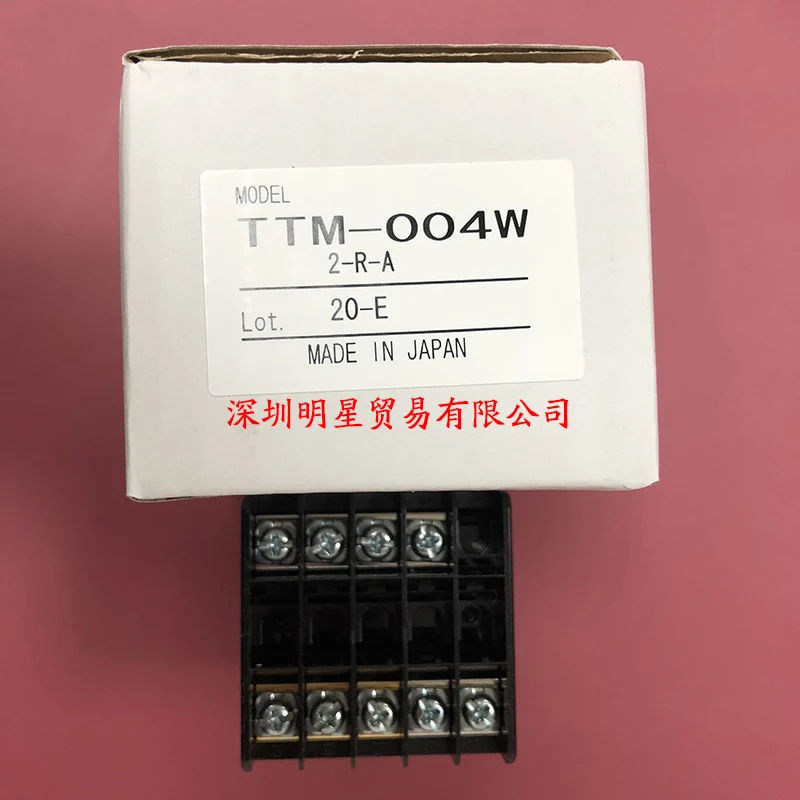 MODEL
TTM-004W
2-R-A
Lot. 20-E
MADE IN JAPAN
深圳明星贸易有限公司